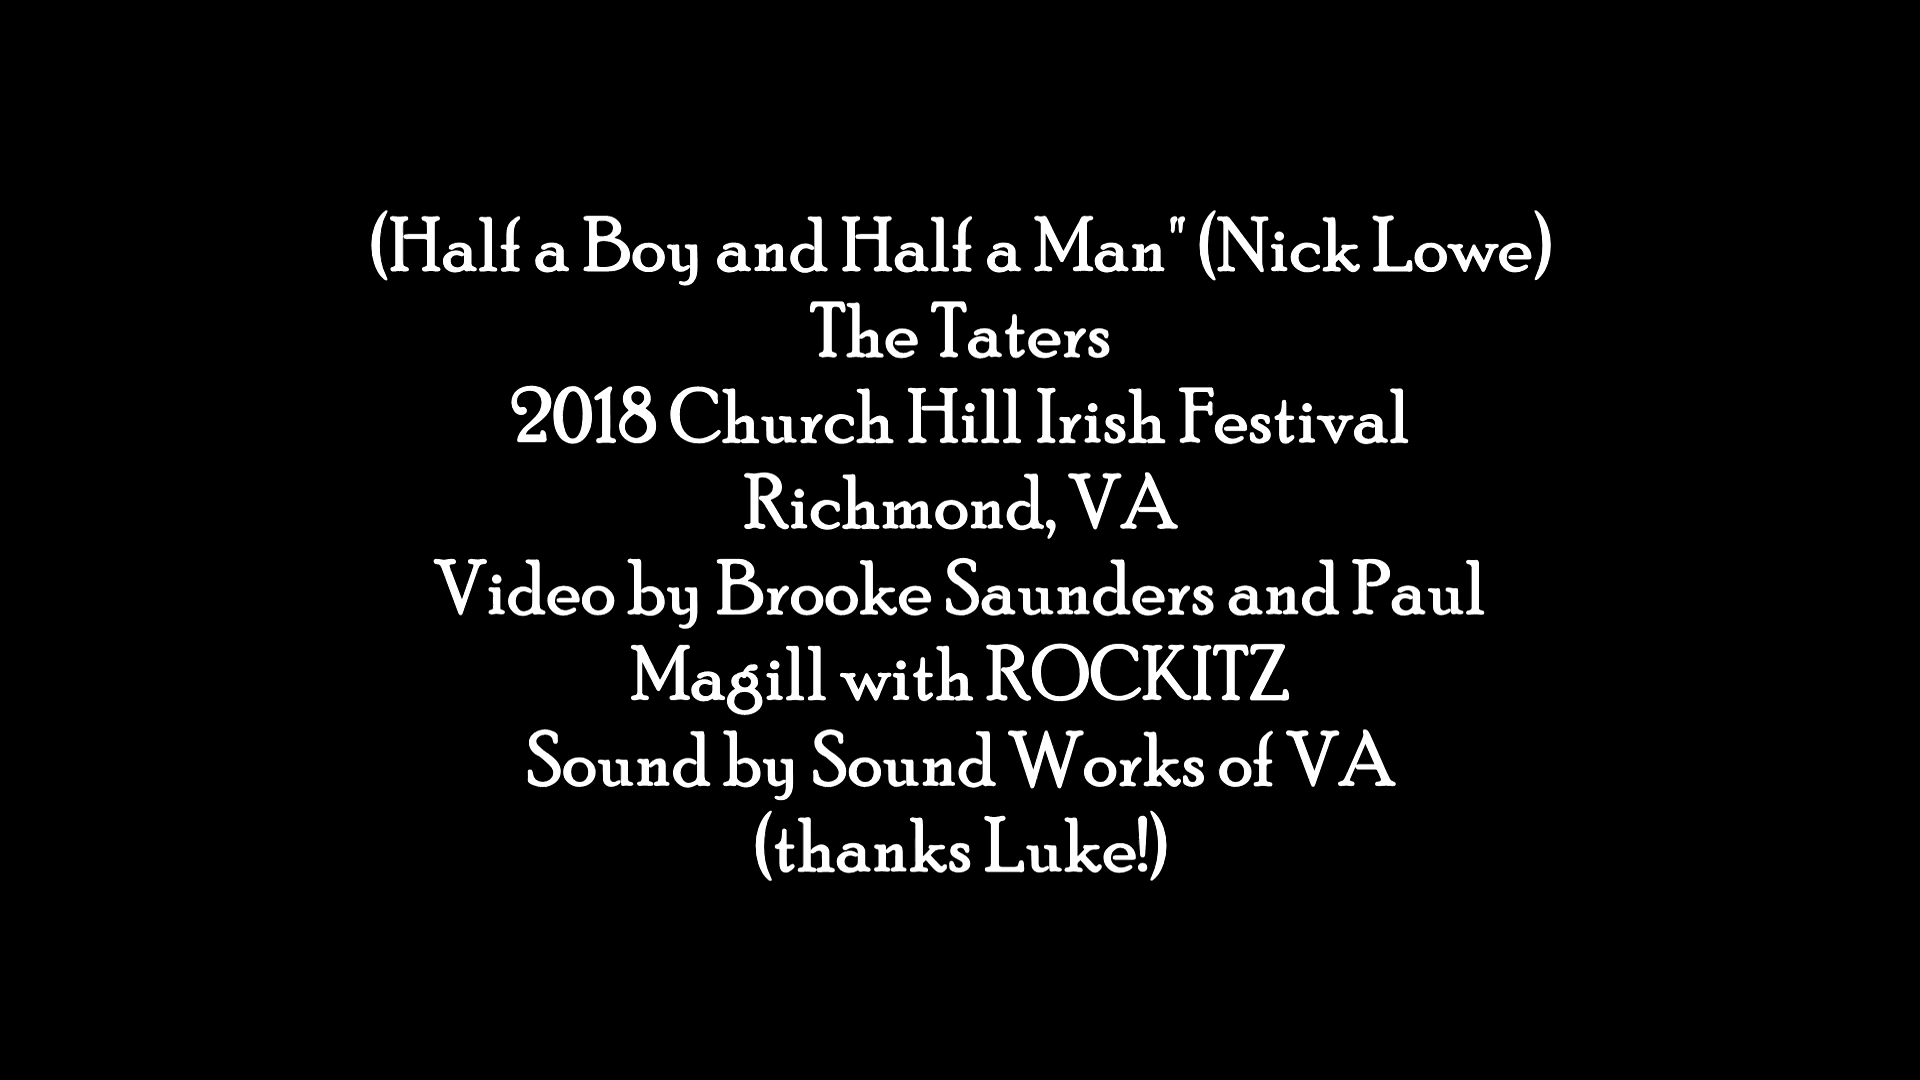 (Half a Boy and Half a Man" (Nick Lowe)
The Taters
2018 Church Hill Irish Festival
Richmond, VA
Video by Brooke Saunders and Paul
Magill with ROCKITZ
Sound by Sound Works of VA
(thanks Luke!)